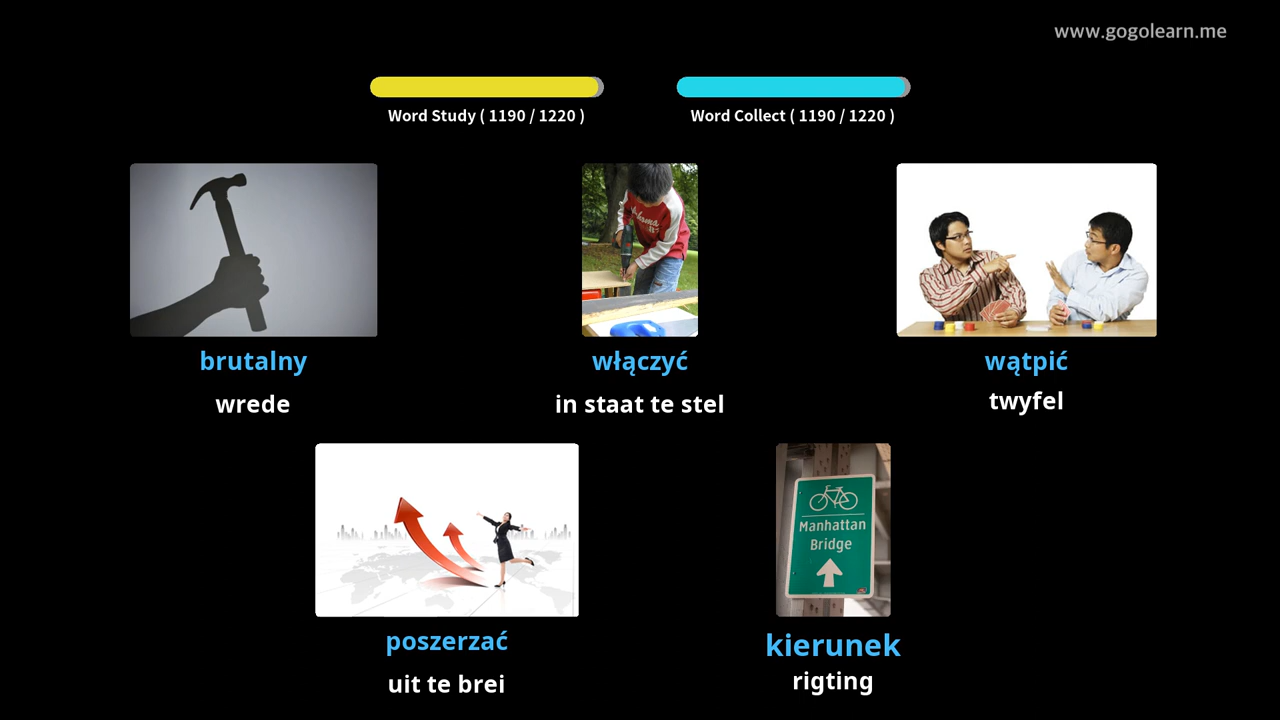 www.gogolearn.me
Word Study ( 1190 / 1220 )
Word Collect ( 1190 / 1220 )
brutalny
wrede
włączyć
in staat te stel
wątpić
twyfel
poszerzać
uit te brei
Manhattan
Bridge
kierunek
rigting